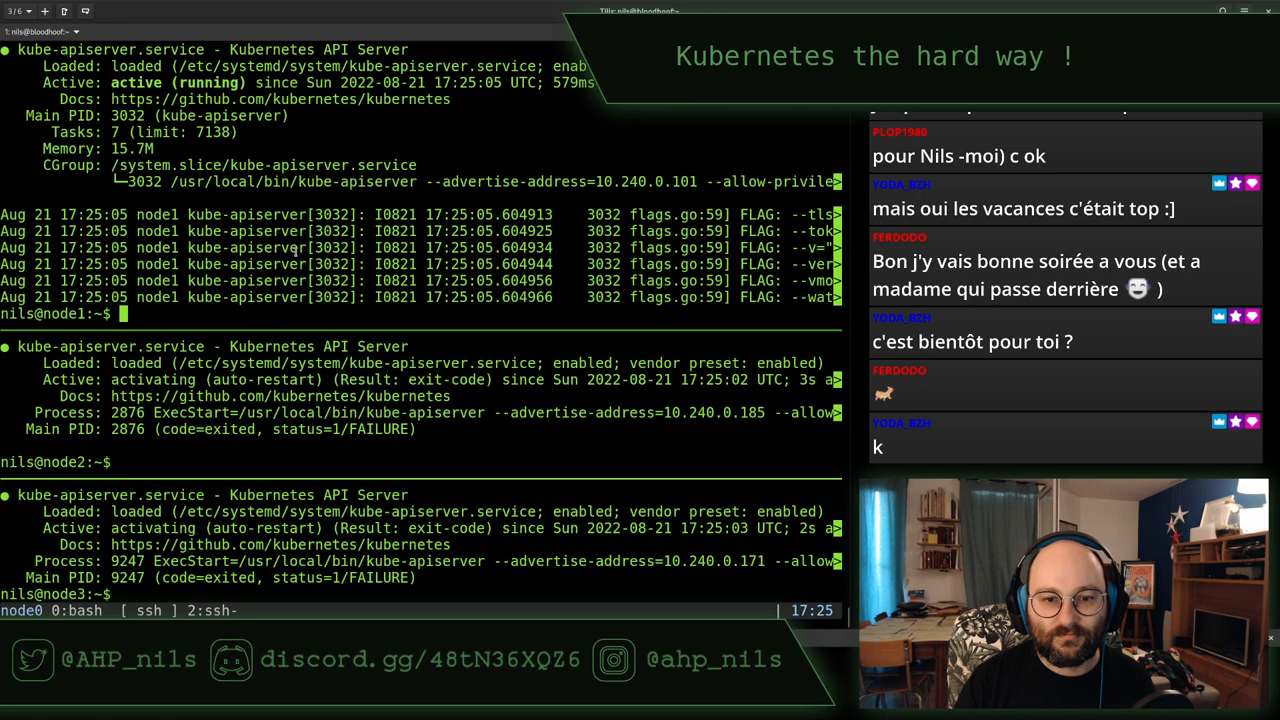 3/6
Tilix: nils@bloodhoof:~
1: nils@bloodhoof:~
Kubernetes the hard way !
● kube-apiserver.service - Kubernetes API Server
Loaded: loaded (/etc/systemd/system/kube-apiserver.service; enab
Active: active (running) since Sun 2022-08-21 17:25:05 UTC; 579ms
Docs: https://github.com/kubernetes/kubernetes
Main PID: 3032 (kube-apiserver)
Tasks: 7 (limit: 7138)
Memory: 15.7M
CGroup: /system.slice/kube-apiserver.service
└─3032 /usr/local/bin/kube-apiserver --advertise-address=10.240.0.101 --allow-privile>
Aug 21 17:25:05 node1 kube-apiserver[3032]: I0821 17:25:05.604913 3032 flags.go:59] FLAG: --tls>
Aug 21 17:25:05 node1 kube-apiserver[3032]: I0821 17:25:05.604925 3032 flags.go:59] FLAG: --tok>
Aug 21 17:25:05 node1 kube-apiserver[3032]: I0821 17:25:05.604934 3032 flags.go:59] FLAG: --v=">
Aug 21 17:25:05 node1 kube-apiserver[3032]: I0821 17:25:05.604944 3032 flags.go:59] FLAG: --ver>
Aug 21 17:25:05 node1 kube-apiserver[3032]: I0821 17:25:05.604956 3032 flags.go:59] FLAG: --vmo>
Aug 21 17:25:05 node1 kube-apiserver[3032]: I0821 17:25:05.604966 3032 flags.go:59] FLAG: --wat>
nils@node1:~$
● kube-apiserver.service - Kubernetes API Server
Loaded: loaded (/etc/systemd/system/kube-apiserver.service; enabled; vendor preset: enabled)
Active: activating (auto-restart) (Result: exit-code) since Sun 2022-08-21 17:25:02 UTC; 3s a>
Docs: https://github.com/kubernetes/kubernetes
Process: 2876 ExecStart=/usr/local/bin/kube-apiserver --advertise-address=10.240.0.185 --allow>
Main PID: 2876 (code=exited, status=1/FAILURE)
nils@node2:~$
● kube-apiserver.service - Kubernetes API Server
Loaded: loaded (/etc/systemd/system/kube-apiserver.service; enabled; vendor preset: enabled)
Active: activating (auto-restart) (Result: exit-code) since Sun 2022-08-21 17:25:03 UTC; 2s a>
Docs: https://github.com/kubernetes/kubernetes
Process: 9247 ExecStart=/usr/local/bin/kube-apiserver --advertise-address=10.240.0.171 --allow>
Main PID: 9247 (code=exited, status=1/FAILURE)
nils@node3:~$
node0 0:bash [ ssh ] 2:ssh- | 17:25
PLOP1980
pour Nils -moi) c ok
YODA_BZH
mais oui les vacances c'était top :]
FERDODO
Bon j'y vais bonne soirée a vous (et a
madame qui passe derrière )
YODA_BZH
c'est bientôt pour toi ?
FERDODO
YODA_BZH
k
@AHP_nils discord.gg/48tN36XQZ6 @ahp_nils